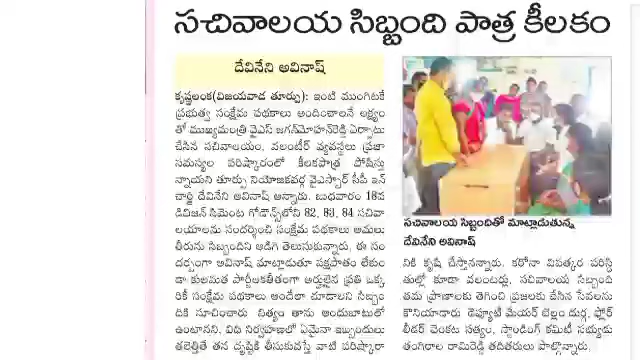 సచివాలయ సిబ్బంది పాత్ర కీలకం
దేవినేని అవినాష్
కృష్ణలంక(విజయవాడ తూర్పు): ఇంటి ముంగిటకే
ప్రభుత్వ సంక్షేమ పథకాలు అందించాలనే లక్ష్యం
తో ముఖ్యమంత్రి వైఎస్ జగన్‌మోహన్‌రెడ్డి ఏర్పాటు
చేసిన సచివాలయం, వలంటీర్ వ్యవస్థలు ప్రజా
సమస్యల పరిష్కారంలో కీలకపాత్ర పోషిస్తు
న్నాయని తూర్పు నియోజకవర్గ వైఎస్సార్ సీపీ ఇన్
చార్జి దేవినేని అవినాష్ అన్నారు. బుధవారం 18వ
డివిజన్ సిమెంట్ గోడౌన్స్‌లోని 82, 83, 84 సచివా
లయాలను సందర్శించి సంక్షేమ పథకాలు అమలు
తీరును సిబ్బందిని అడిగి తెలుసుకున్నారు. ఈ సం
దర్భంగా అవినాష్ మాట్లాడుతూ పక్షపాతం లేకుం
డా కులమత పార్టీలకతీతంగా అర్హులైన ప్రతి ఒక్క
రికీ సంక్షేమ పథకాలు అందేలా చూడాలని సిబ్బం
దికి సూచించారు నిత్యం తాను అందుబాటులో
ఉంటానని, విధి నిర్వహణలో ఏమైనా ఇబ్బందులు
తలెత్తితే తన దృష్టికి తీసుకువస్తే వాటి పరిష్కారా
సచివాలయ సిబ్బందితో మాట్లాడుతున్న
దేవినేని అవినాష్
నికి కృషి చేస్తానన్నారు. కరోనా విపత్కర పరిస్థి
తుల్లో కూడా వలంటర్లు, సచివాలయ సిబ్బంది
తమ ప్రాణాలకు తెగించి ప్రజలకు చేసిన సేవలను
కొనియాడారు డెప్యూటీ మేయర్ బెల్లం దుర్గ, ఫ్లోర్
లీడర్ వెంకట సత్యం, స్టాండింగ్ కమిటీ సభ్యుడు
తంగిరాల రామిరెడ్డి తదితరులు పాల్గొన్నారు.